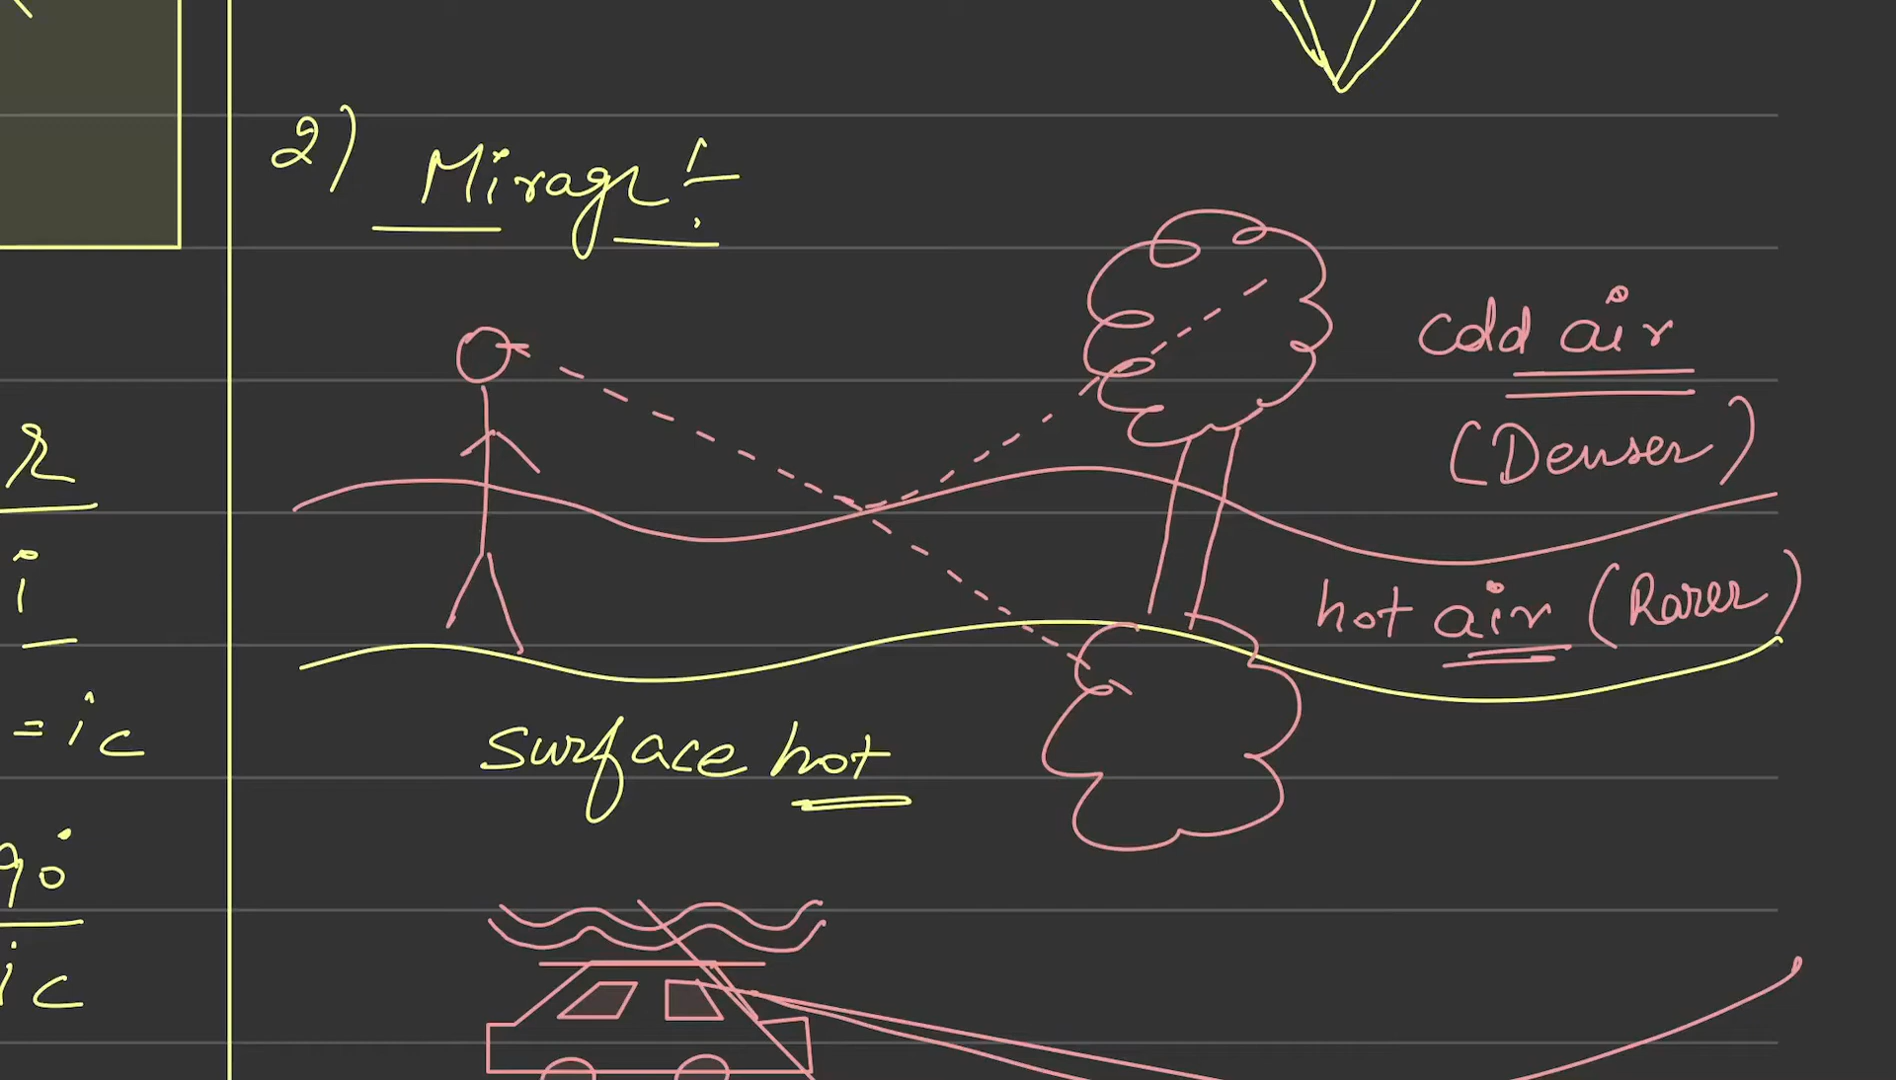 2) Mirage :-
cold air
(Denser)
hot air (Rarer)
surface hot
r
i
= ic
90°
ic